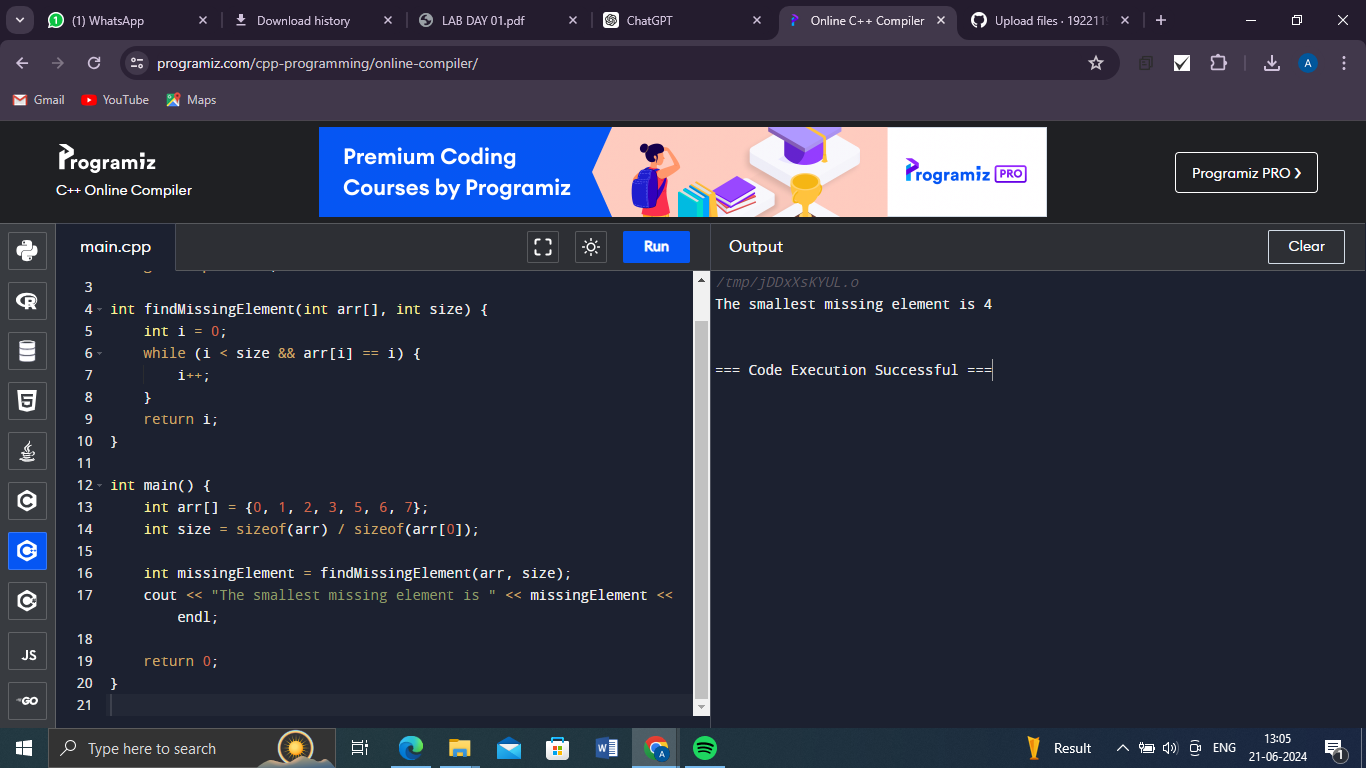 (1) WhatsApp
Download history
LAB DAY 01.pdf
ChatGPT
Online C++ Compiler
Upload files · 192211
programiz.com/cpp-programming/online-compiler/
A
Gmail
YouTube
Maps
Programiz
C++ Online Compiler
Premium Coding
Courses by Programiz
Programiz PRO
Programiz PRO ❯
main.cpp
Run
Output
Clear
3
4 int findMissingElement(int arr[], int size) {
5 int i = 0;
6 while (i < size && arr[i] == i) {
7 i++;
8 }
9 return i;
10 }
11
12 int main() {
13 int arr[] = {0, 1, 2, 3, 5, 6, 7};
14 int size = sizeof(arr) / sizeof(arr[0]);
15
16 int missingElement = findMissingElement(arr, size);
17 cout << "The smallest missing element is " << missingElement <<
endl;
18
19 return 0;
20 }
21
/tmp/jDDxXsKYUL.o
The smallest missing element is 4
=== Code Execution Successful ===
JS
GO
Type here to search
Result
ENG
13:05
21-06-2024
1